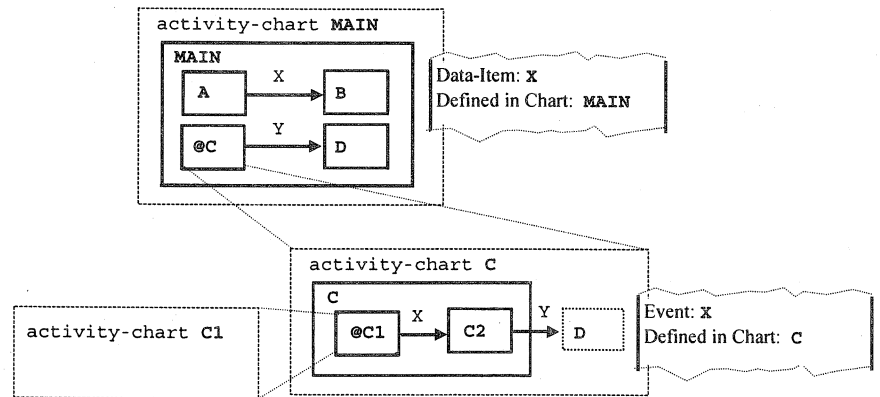 activity-chart MAIN
MAIN
A
X
B
@C
Y
D
Data-Item: X
Defined in Chart: MAIN
activity-chart C
C
@C1
X
C2
Y
D
Event: X
Defined in Chart: C
activity-chart C1